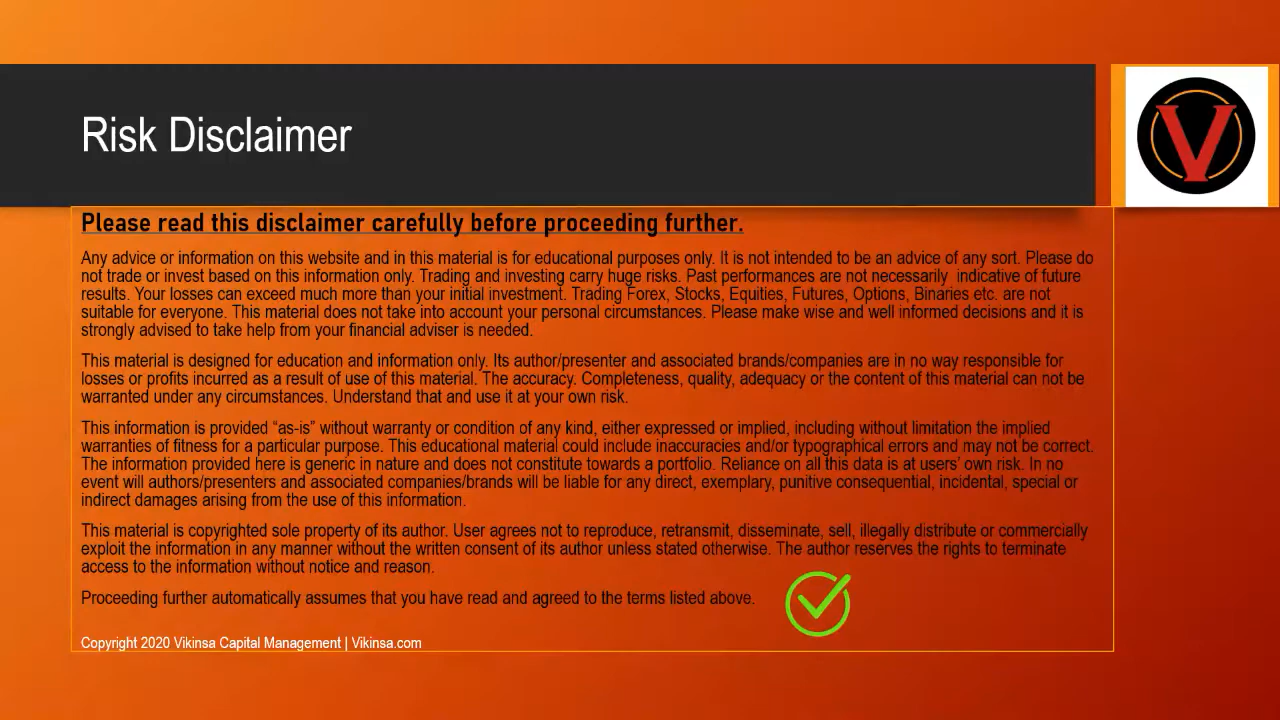 Risk Disclaimer
V
Please read this disclaimer carefully before proceeding further.
Any advice or information on this website and in this material is for educational purposes only. It is not intended to be an advice of any sort. Please do
not trade or invest based on this information only. Trading and investing carry huge risks. Past performances are not necessarily indicative of future
results. Your losses can exceed much more than your initial investment. Trading Forex, Stocks, Equities, Futures, Options, Binaries etc. are not
suitable for everyone. This material does not take into account your personal circumstances. Please make wise and well informed decisions and it is
strongly advised to take help from your financial adviser is needed.
This material is designed for education and information only. Its author/presenter and associated brands/companies are in no way responsible for
losses or profits incurred as a result of use of this material. The accuracy. Completeness, quality, adequacy or the content of this material can not be
warranted under any circumstances. Understand that and use it at your own risk.
This information is provided “as-is” without warranty or condition of any kind, either expressed or implied, including without limitation the implied
warranties of fitness for a particular purpose. This educational material could include inaccuracies and/or typographical errors and may not be correct.
The information provided here is generic in nature and does not constitute towards a portfolio. Reliance on all this data is at users’ own risk. In no
event will authors/presenters and associated companies/brands will be liable for any direct, exemplary, punitive consequential, incidental, special or
indirect damages arising from the use of this information.
This material is copyrighted sole property of its author. User agrees not to reproduce, retransmit, disseminate, sell, illegally distribute or commercially
exploit the information in any manner without the written consent of its author unless stated otherwise. The author reserves the rights to terminate
access to the information without notice and reason.
Proceeding further automatically assumes that you have read and agreed to the terms listed above.
Copyright 2020 Vikinsa Capital Management | Vikinsa.com